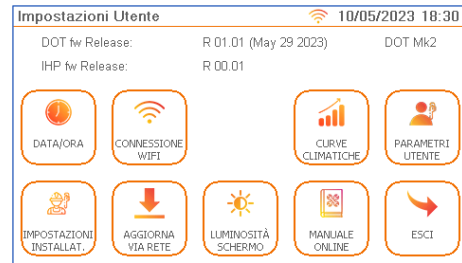 Impostazioni Utente 10/05/2023 18:30
DOT fw Release: R 01.01 (May 29 2023) DOT Mk2
IHP fw Release: R 00.01
DATA/ORA
CONNESSIONE
WIFI
CURVE
CLIMATICHE
PARAMETRI
UTENTE
IMPOSTAZIONI
INSTALLAT.
AGGIORNA
VIA RETE
LUMINOSITÀ
SCHERMO
MANUALE
ONLINE
ESCI